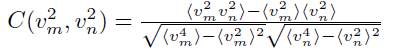 $C(v_m^2, v_n^2) = \frac{\langle v_m^2 v_n^2 \rangle - \langle v_m^2 \rangle \langle v_n^2 \rangle}{\sqrt{\langle v_m^4 \rangle - \langle v_m^2 \rangle^2} \sqrt{\langle v_n^4 \rangle - \langle v_n^2 \rangle^2}}$